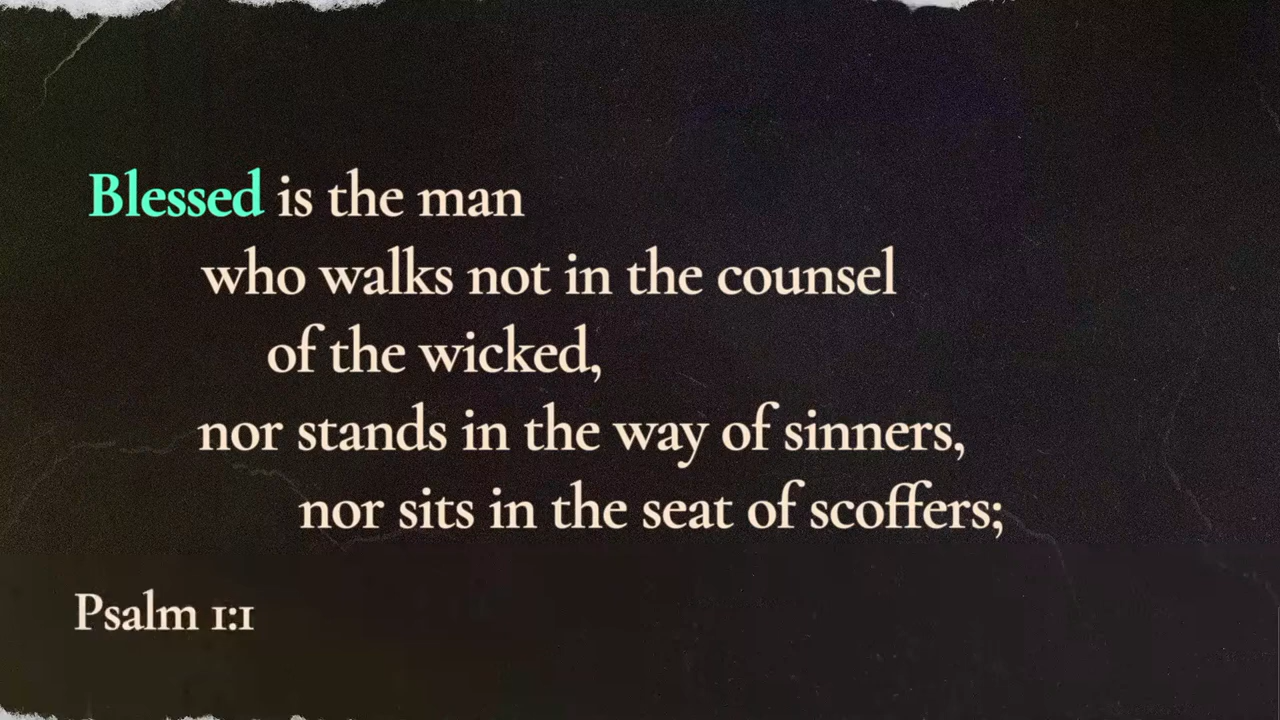 Blessed is the man
who walks not in the counsel
of the wicked,
nor stands in the way of sinners,
nor sits in the seat of scoffers;
Psalm 1:1